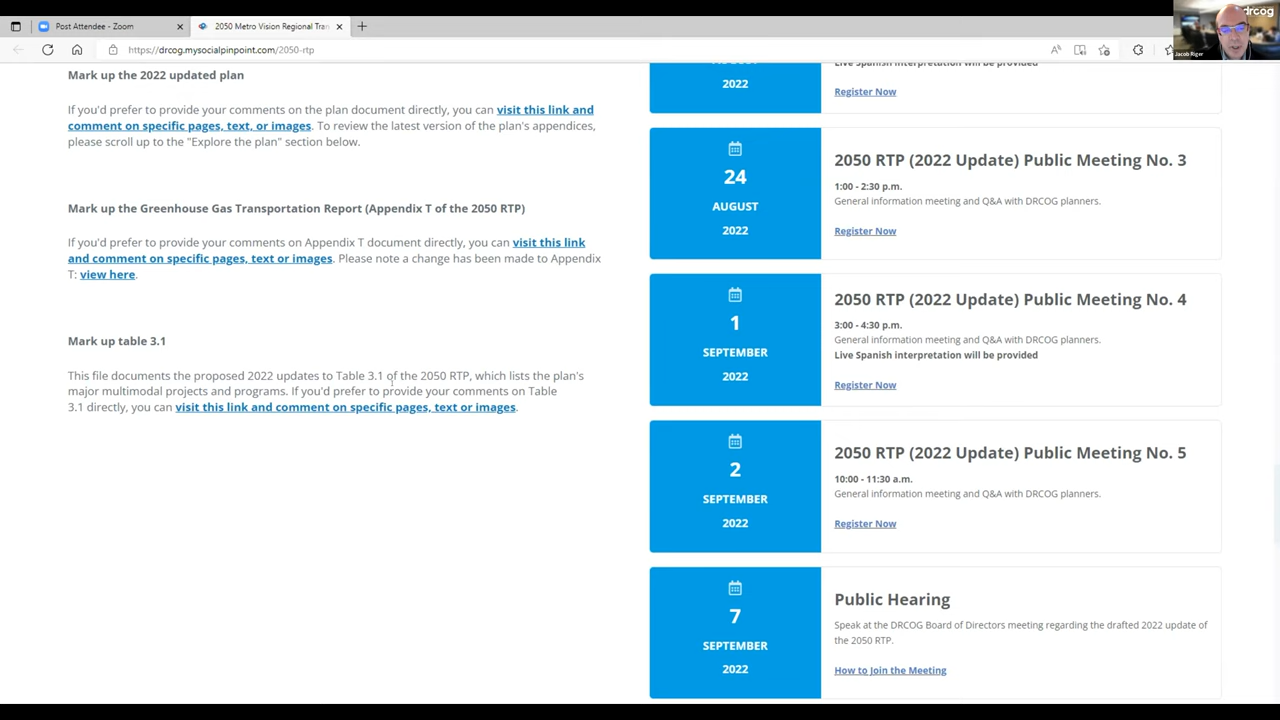 Post Attendee - Zoom
2050 Metro Vision Regional Tran
https://drcog.mysocialpinpoint.com/2050-rtp
drcog
Jacob Riger
Mark up the 2022 updated plan
If you'd prefer to provide your comments on the plan document directly, you can visit this link and
comment on specific pages, text, or images. To review the latest version of the plan's appendices,
please scroll up to the "Explore the plan" section below.
Mark up the Greenhouse Gas Transportation Report (Appendix T of the 2050 RTP)
If you'd prefer to provide your comments on Appendix T document directly, you can visit this link
and comment on specific pages, text or images. Please note a change has been made to Appendix
T: view here.
Mark up table 3.1
This file documents the proposed 2022 updates to Table 3.1 of the 2050 RTP, which lists the plan's
major multimodal projects and programs. If you'd prefer to provide your comments on Table
3.1 directly, you can visit this link and comment on specific pages, text or images.
2022
Live Spanish interpretation will be provided
Register Now
24
AUGUST
2022
2050 RTP (2022 Update) Public Meeting No. 3
1:00 - 2:30 p.m.
General information meeting and Q&A with DRCOG planners.
Register Now
1
SEPTEMBER
2022
2050 RTP (2022 Update) Public Meeting No. 4
3:00 - 4:30 p.m.
General information meeting and Q&A with DRCOG planners.
Live Spanish interpretation will be provided
Register Now
2
SEPTEMBER
2022
2050 RTP (2022 Update) Public Meeting No. 5
10:00 - 11:30 a.m.
General information meeting and Q&A with DRCOG planners.
Register Now
7
SEPTEMBER
2022
Public Hearing
Speak at the DRCOG Board of Directors meeting regarding the drafted 2022 update of
the 2050 RTP.
How to Join the Meeting